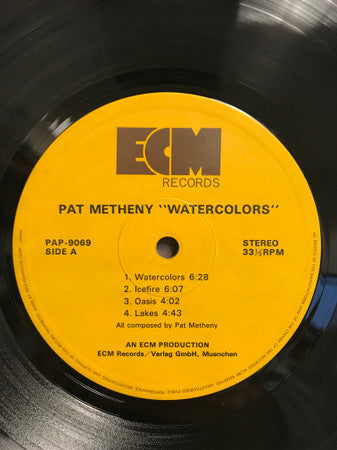 ECM
RECORDS
PAT METHENY "WATERCOLORS"
PAP-9069
SIDE A
STEREO
33⅓RPM
1. Watercolors 6:28
2. Icefire 6:07
3. Oasis 4:02
4. Lakes 4:43
All composed by Pat Metheny
AN ECM PRODUCTION
ECM Records/Verlag GmbH, Muenchen